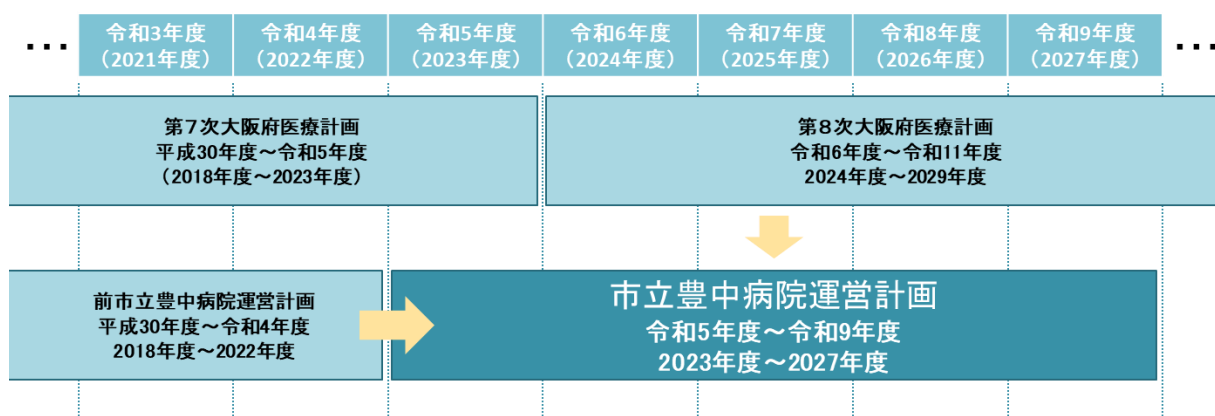 … 令和3年度 令和4年度 令和5年度 令和6年度 令和7年度 令和8年度 令和9年度 …
（2021年度） （2022年度） （2023年度） （2024年度） （2025年度） （2026年度） （2027年度）
第７次大阪府医療計画
平成30年度～令和5年度
（2018年度～2023年度）
第８次大阪府医療計画
令和6年度～令和11年度
2024年度～2029年度
前市立豊中病院運営計画
平成30年度～令和4年度
2018年度～2022年度
市立豊中病院運営計画
令和5年度～令和9年度
2023年度～2027年度